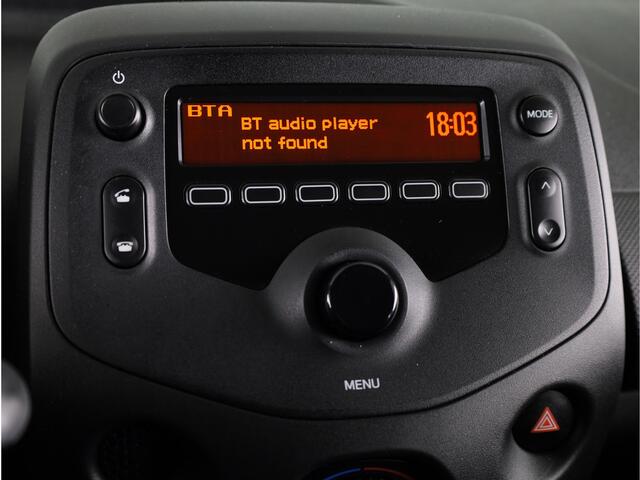 BTA
BT audio player
not found
18:03
MODE
MENU